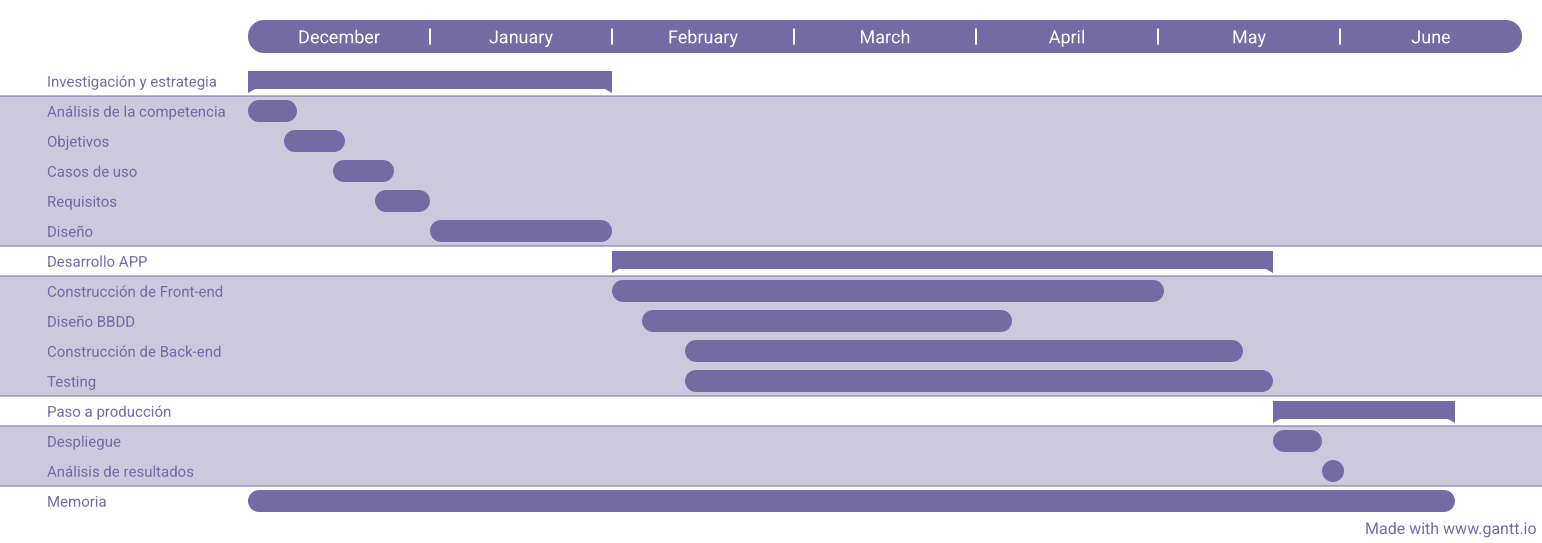 December January February March April May June
Investigación y estrategia
Análisis de la competencia
Objetivos
Casos de uso
Requisitos
Diseño
Desarrollo APP
Construcción de Front-end
Diseño BBDD
Construcción de Back-end
Testing
Paso a producción
Despliegue
Análisis de resultados
Memoria
Made with www.gantt.io